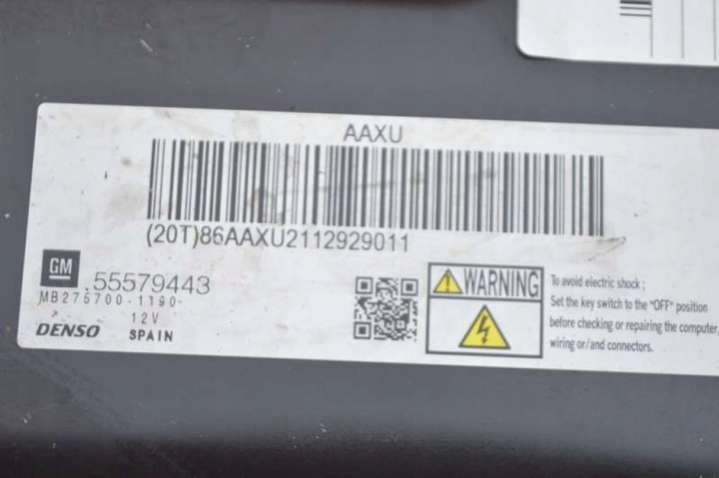 AAXU
(20T)86AAXU2112929011
GM
55579443
MB275700-1190-
12V
DENSO SPAIN
WARNING
To avoid electric shock ;
Set the key switch to the "OFF" position
before checking or repairing the computer,
wiring or/and connectors.